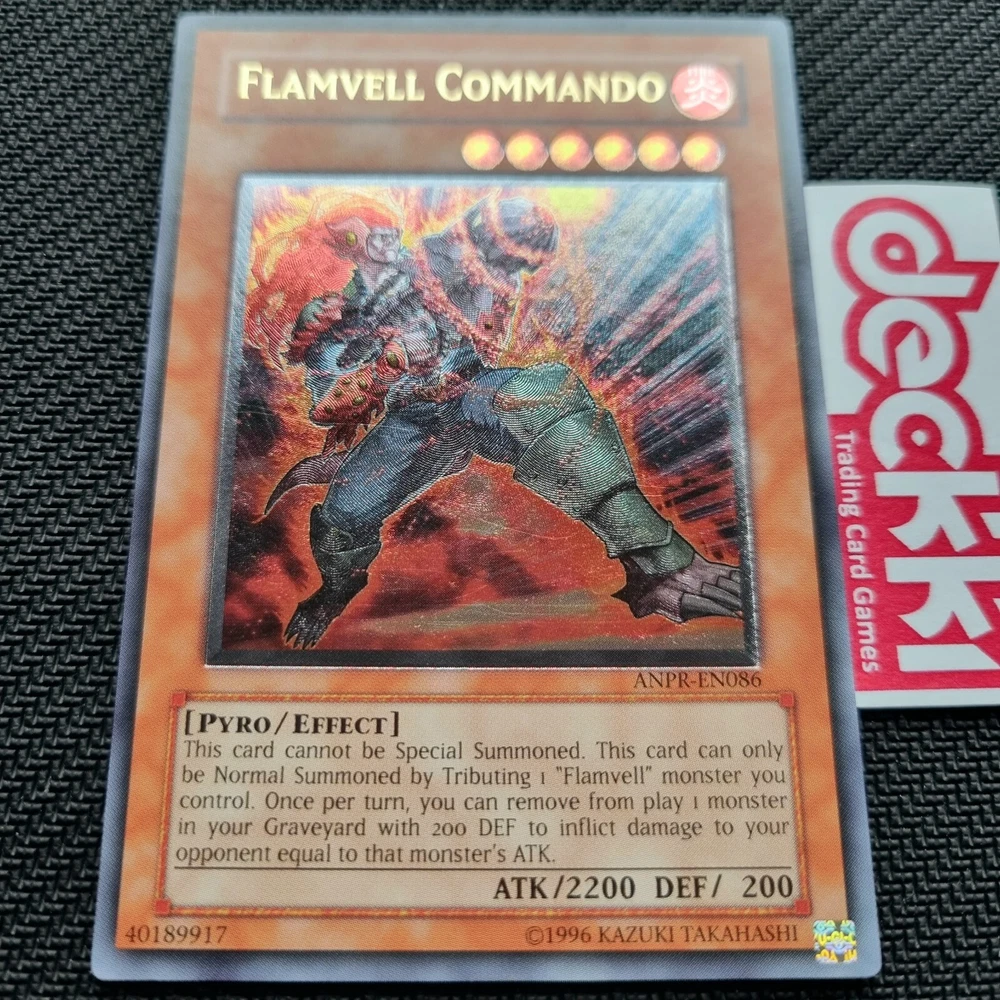 FLAMVELL COMMANDO
炎
ANPR-EN086
[PYRO/EFFECT]
This card cannot be Special Summoned. This card can only
be Normal Summoned by Tributing 1 "Flamvell" monster you
control. Once per turn, you can remove from play 1 monster
in your Graveyard with 200 DEF to inflict damage to your
opponent equal to that monster's ATK.
ATK/2200 DEF/ 200
40189917
©1996 KAZUKI TAKAHASHI
deckki
Trading Card Games